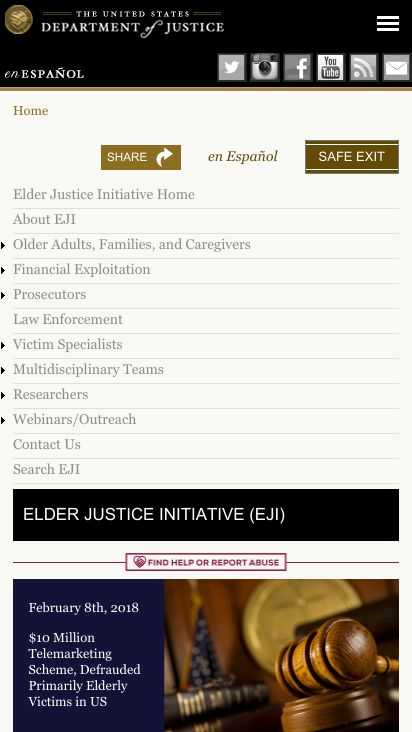 THE UNITED STATES
DEPARTMENT of JUSTICE
en ESPAÑOL
You
Tube
Home
SHARE
en Español
SAFE EXIT
Elder Justice Initiative Home
About EJI
Older Adults, Families, and Caregivers
Financial Exploitation
Prosecutors
Law Enforcement
Victim Specialists
Multidisciplinary Teams
Researchers
Webinars/Outreach
Contact Us
Search EJI
ELDER JUSTICE INITIATIVE (EJI)
FIND HELP OR REPORT ABUSE
February 8th, 2018
$10 Million
Telemarketing
Scheme, Defrauded
Primarily Elderly
Victims in US